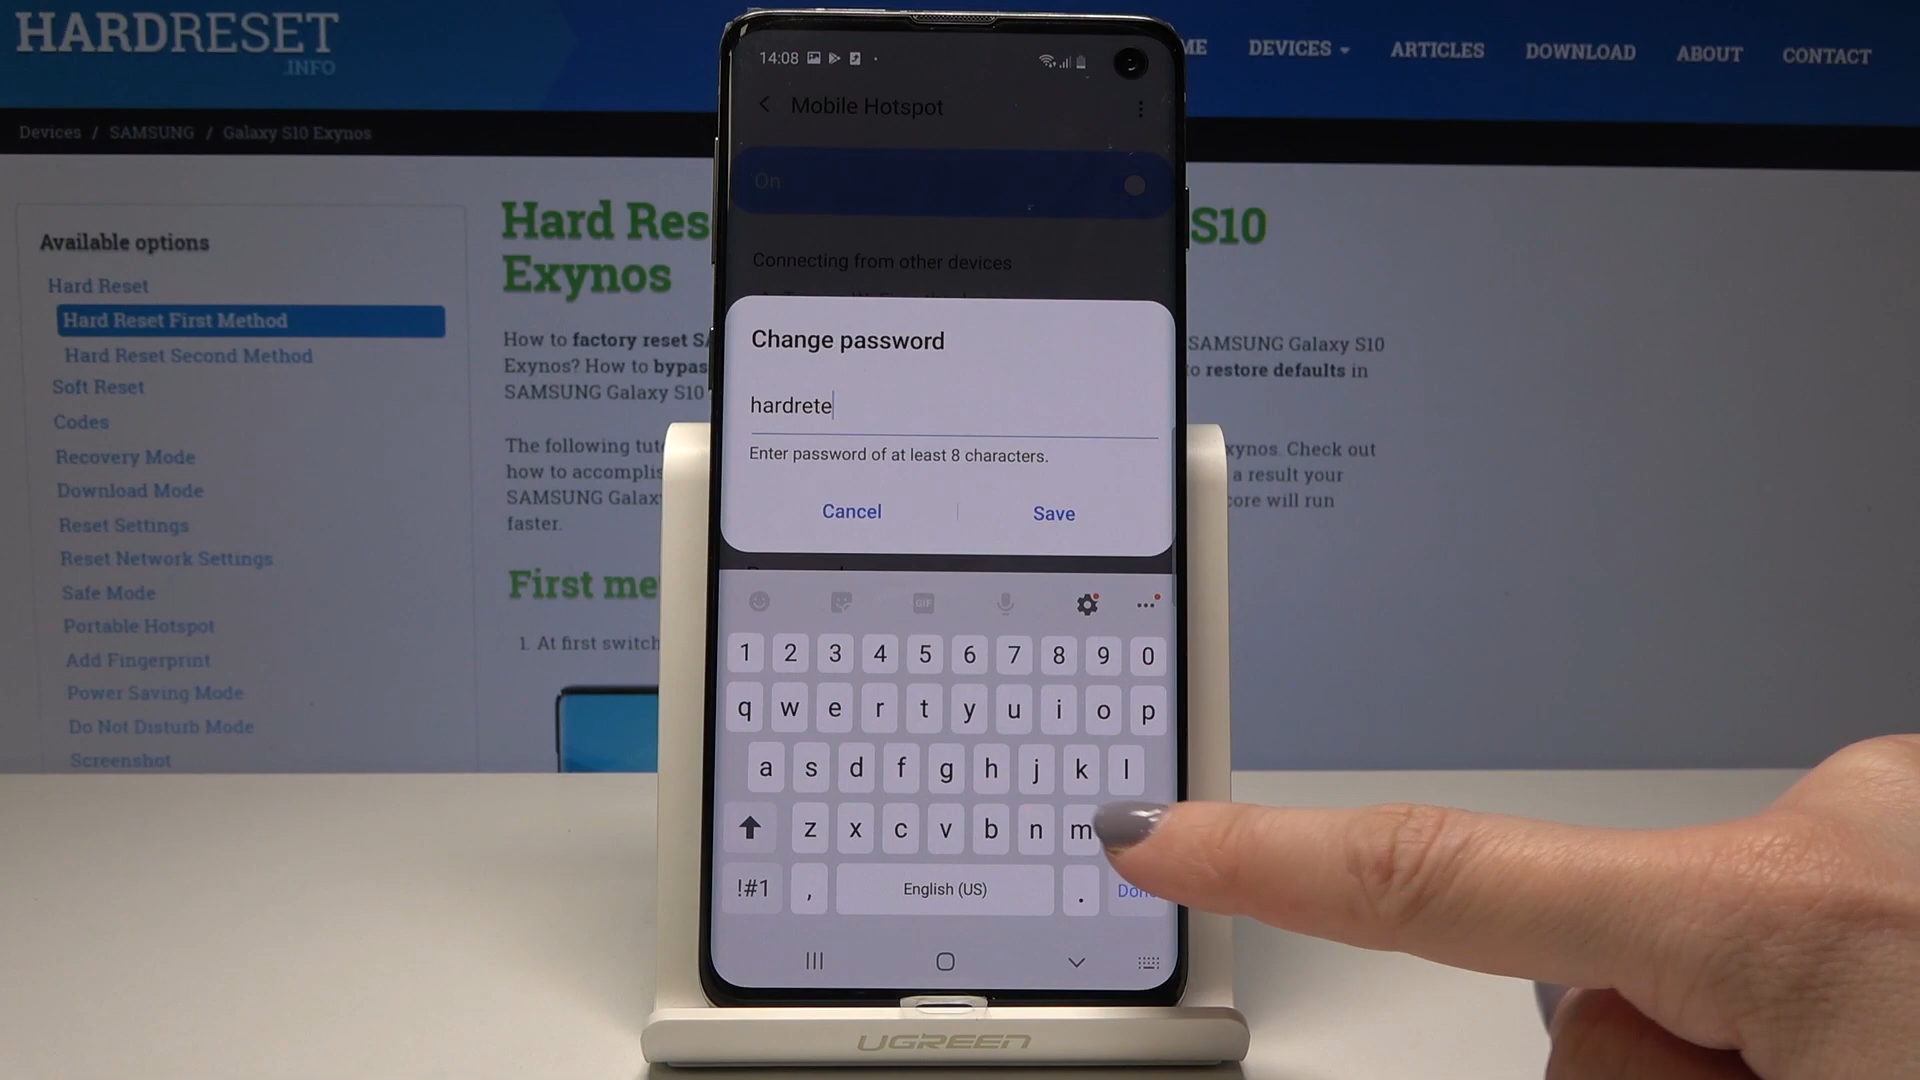 HARDRESET
.INFO
ME
DEVICES
ARTICLES
DOWNLOAD
ABOUT
CONTACT
Devices / SAMSUNG / Galaxy S10 Exynos
Available options
Hard Reset
Hard Reset First Method
Hard Reset Second Method
Soft Reset
Codes
Recovery Mode
Download Mode
Reset Settings
Reset Network Settings
Safe Mode
Portable Hotspot
Add Fingerprint
Power Saving Mode
Do Not Disturb Mode
Screenshot
Hard Res
S10
Exynos
How to factory reset SA
SAMSUNG Galaxy S10
Exynos? How to bypas
to restore defaults in
SAMSUNG Galaxy S10
The following tut
xynos. Check out
how to accomplis
a result your
SAMSUNG Galax
core will run
faster.
First me
1. At first switch
14:08
Mobile Hotspot
On
Connecting from other devices
Change password
hardrete
Enter password of at least 8 characters.
Cancel
Save
GIF
1 2 3 4 5 6 7 8 9 0
q w e r t y u i o p
a s d f g h j k l
z x c v b n m
!#1 , English (US) . Done
UGREEN